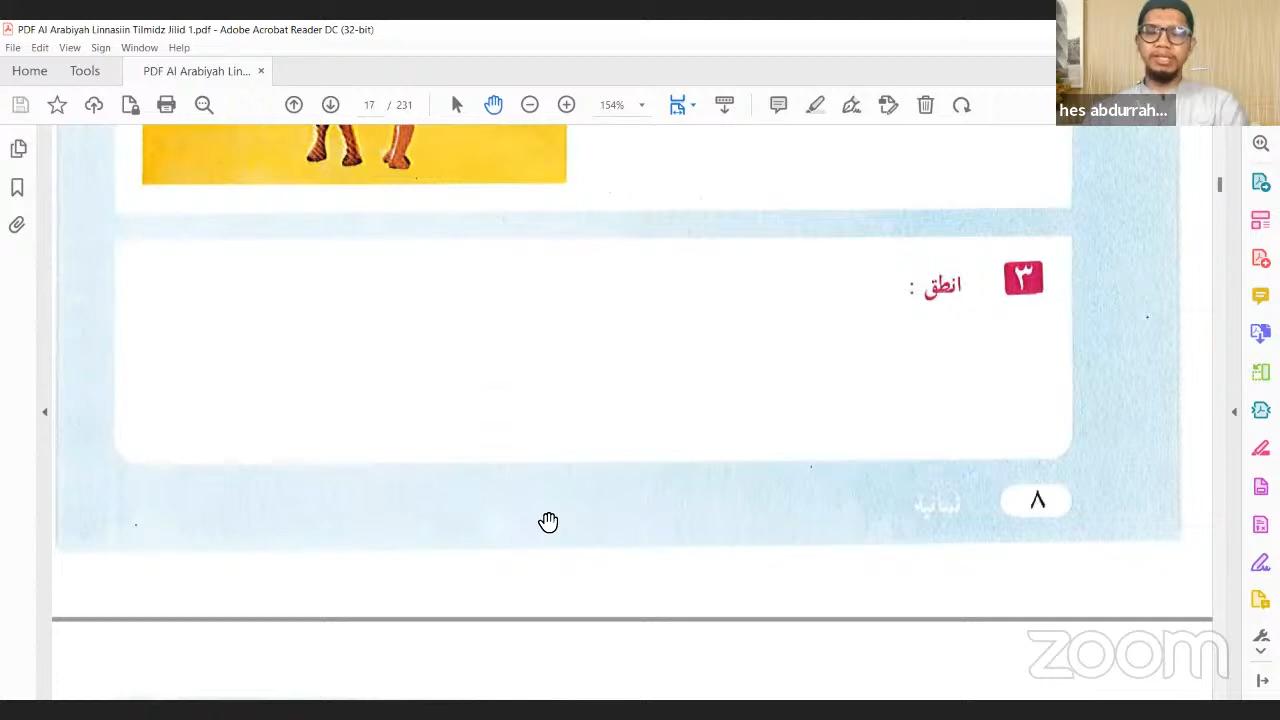 PDF Al Arabiyah Linnasiin Tilmidz Jilid 1.pdf - Adobe Acrobat Reader DC (32-bit)
File Edit View Sign Window Help
Home Tools PDF Al Arabiyah Lin... ×
17 / 231 154%
hes abdurrah...
٣ انطق :
٨ ثمانية
zoom